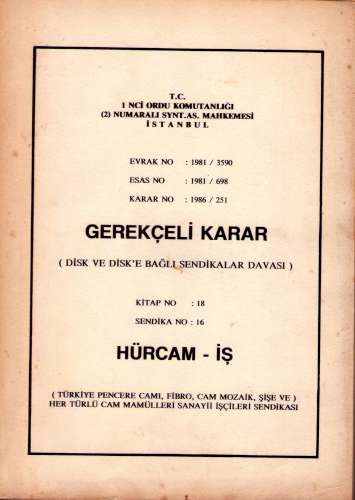 T.C.
1 NCİ ORDU KOMUTANLIĞI
(2) NUMARALI SYNT.AS. MAHKEMESİ
İSTANBUL
EVRAK NO : 1981 / 3590
ESAS NO : 1981 / 698
KARAR NO : 1986 / 251
GEREKÇELİ KARAR
( DİSK VE DİSK'E BAĞLI SENDİKALAR DAVASI )
KİTAP NO : 18
SENDİKA NO : 16
HÜRCAM - İŞ
( TÜRKİYE PENCERE CAMI, FİBRO, CAM MOZAİK, ŞİŞE VE )
HER TÜRLÜ CAM MAMÜLLERİ SANAYİİ İŞÇİLERİ SENDİKASI